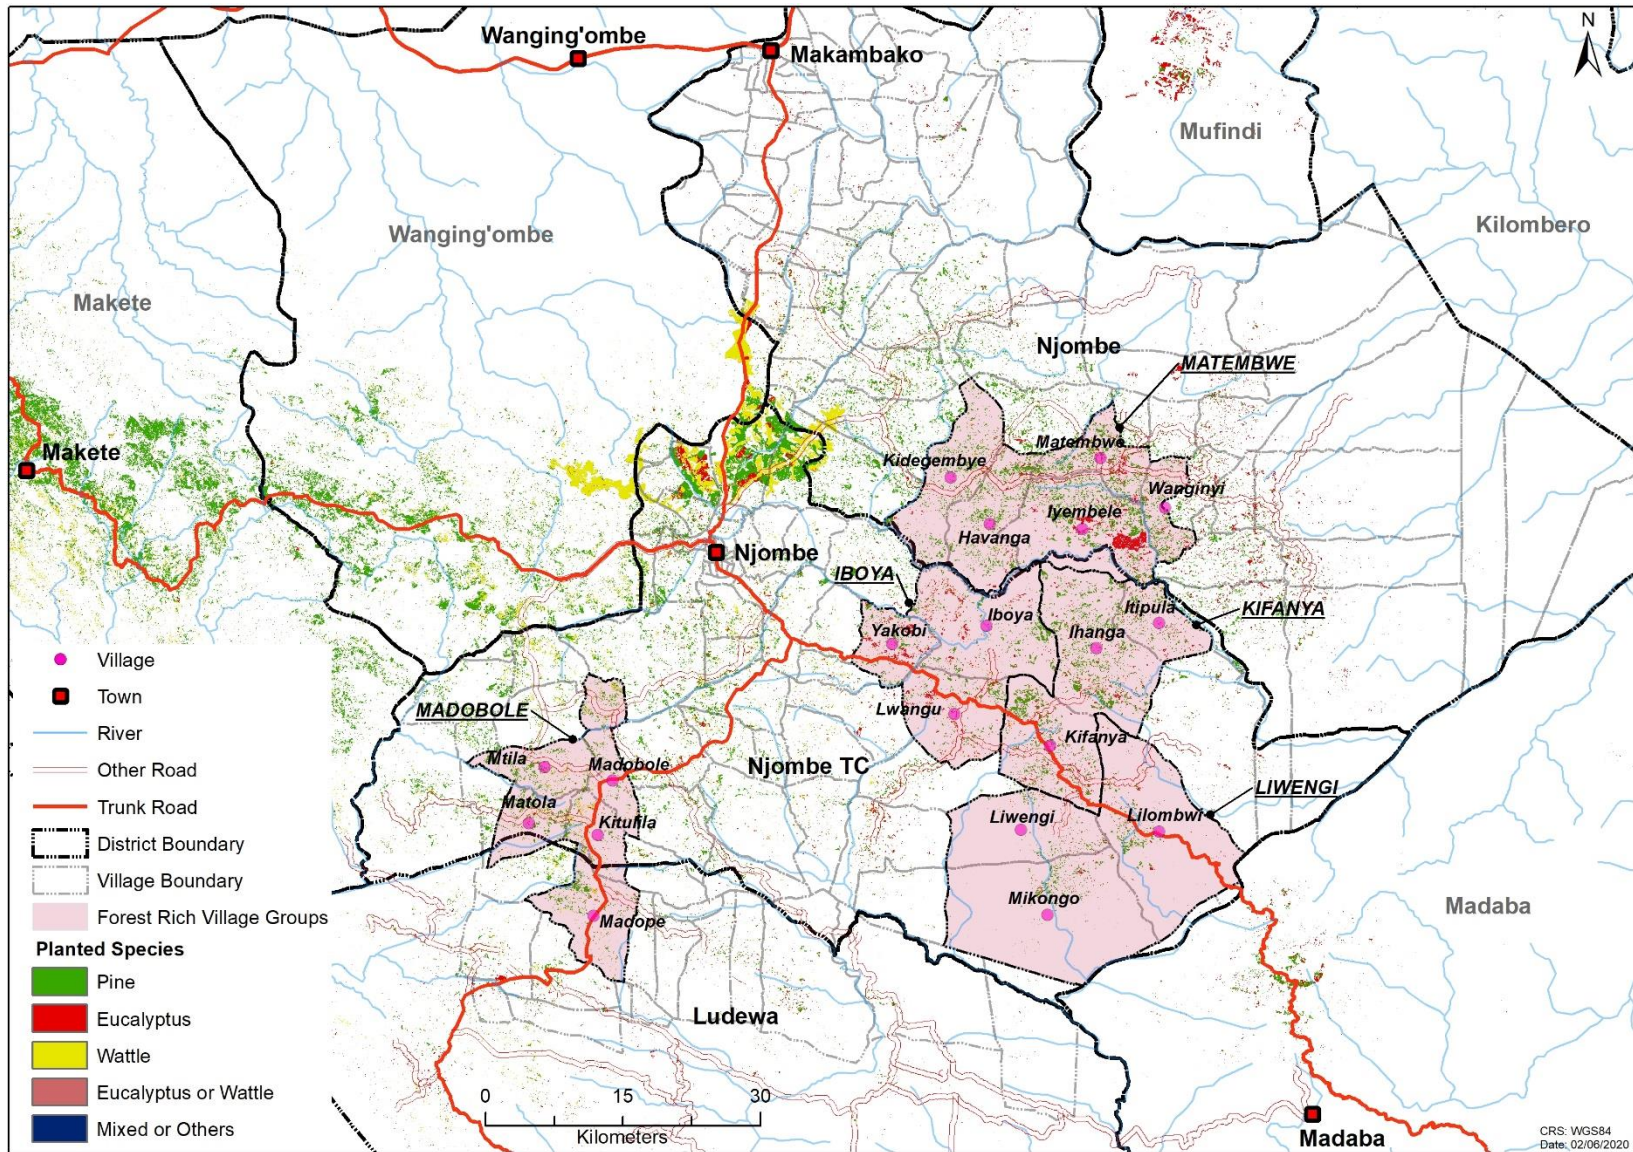 Wanging'ombe
Makambako
N
Mufindi
Kilombero
Wanging'ombe
Makete
Njombe
MATEMBWE
Makete
Matembwe
Kidegembye
Wanginyi
Iyembele
Havanga
Njombe
IBOYA
KIFANYA
Iboya
Itipula
Yakobi
Ihanga
Village
Town
River
Other Road
Trunk Road
District Boundary
Village Boundary
Forest Rich Village Groups
Planted Species
Pine
Eucalyptus
Wattle
Eucalyptus or Wattle
Mixed or Others
MADOBOLE
Lwangu
Kifanya
Mtila
Madobole
Njombe TC
LIWENGI
Matola
Kitulila
Liwengi
Lilombwi
Mikongo
Madope
Madaba
Ludewa
0 15 30
Kilometers
Madaba
CRS: WGS84
Date: 02/06/2020